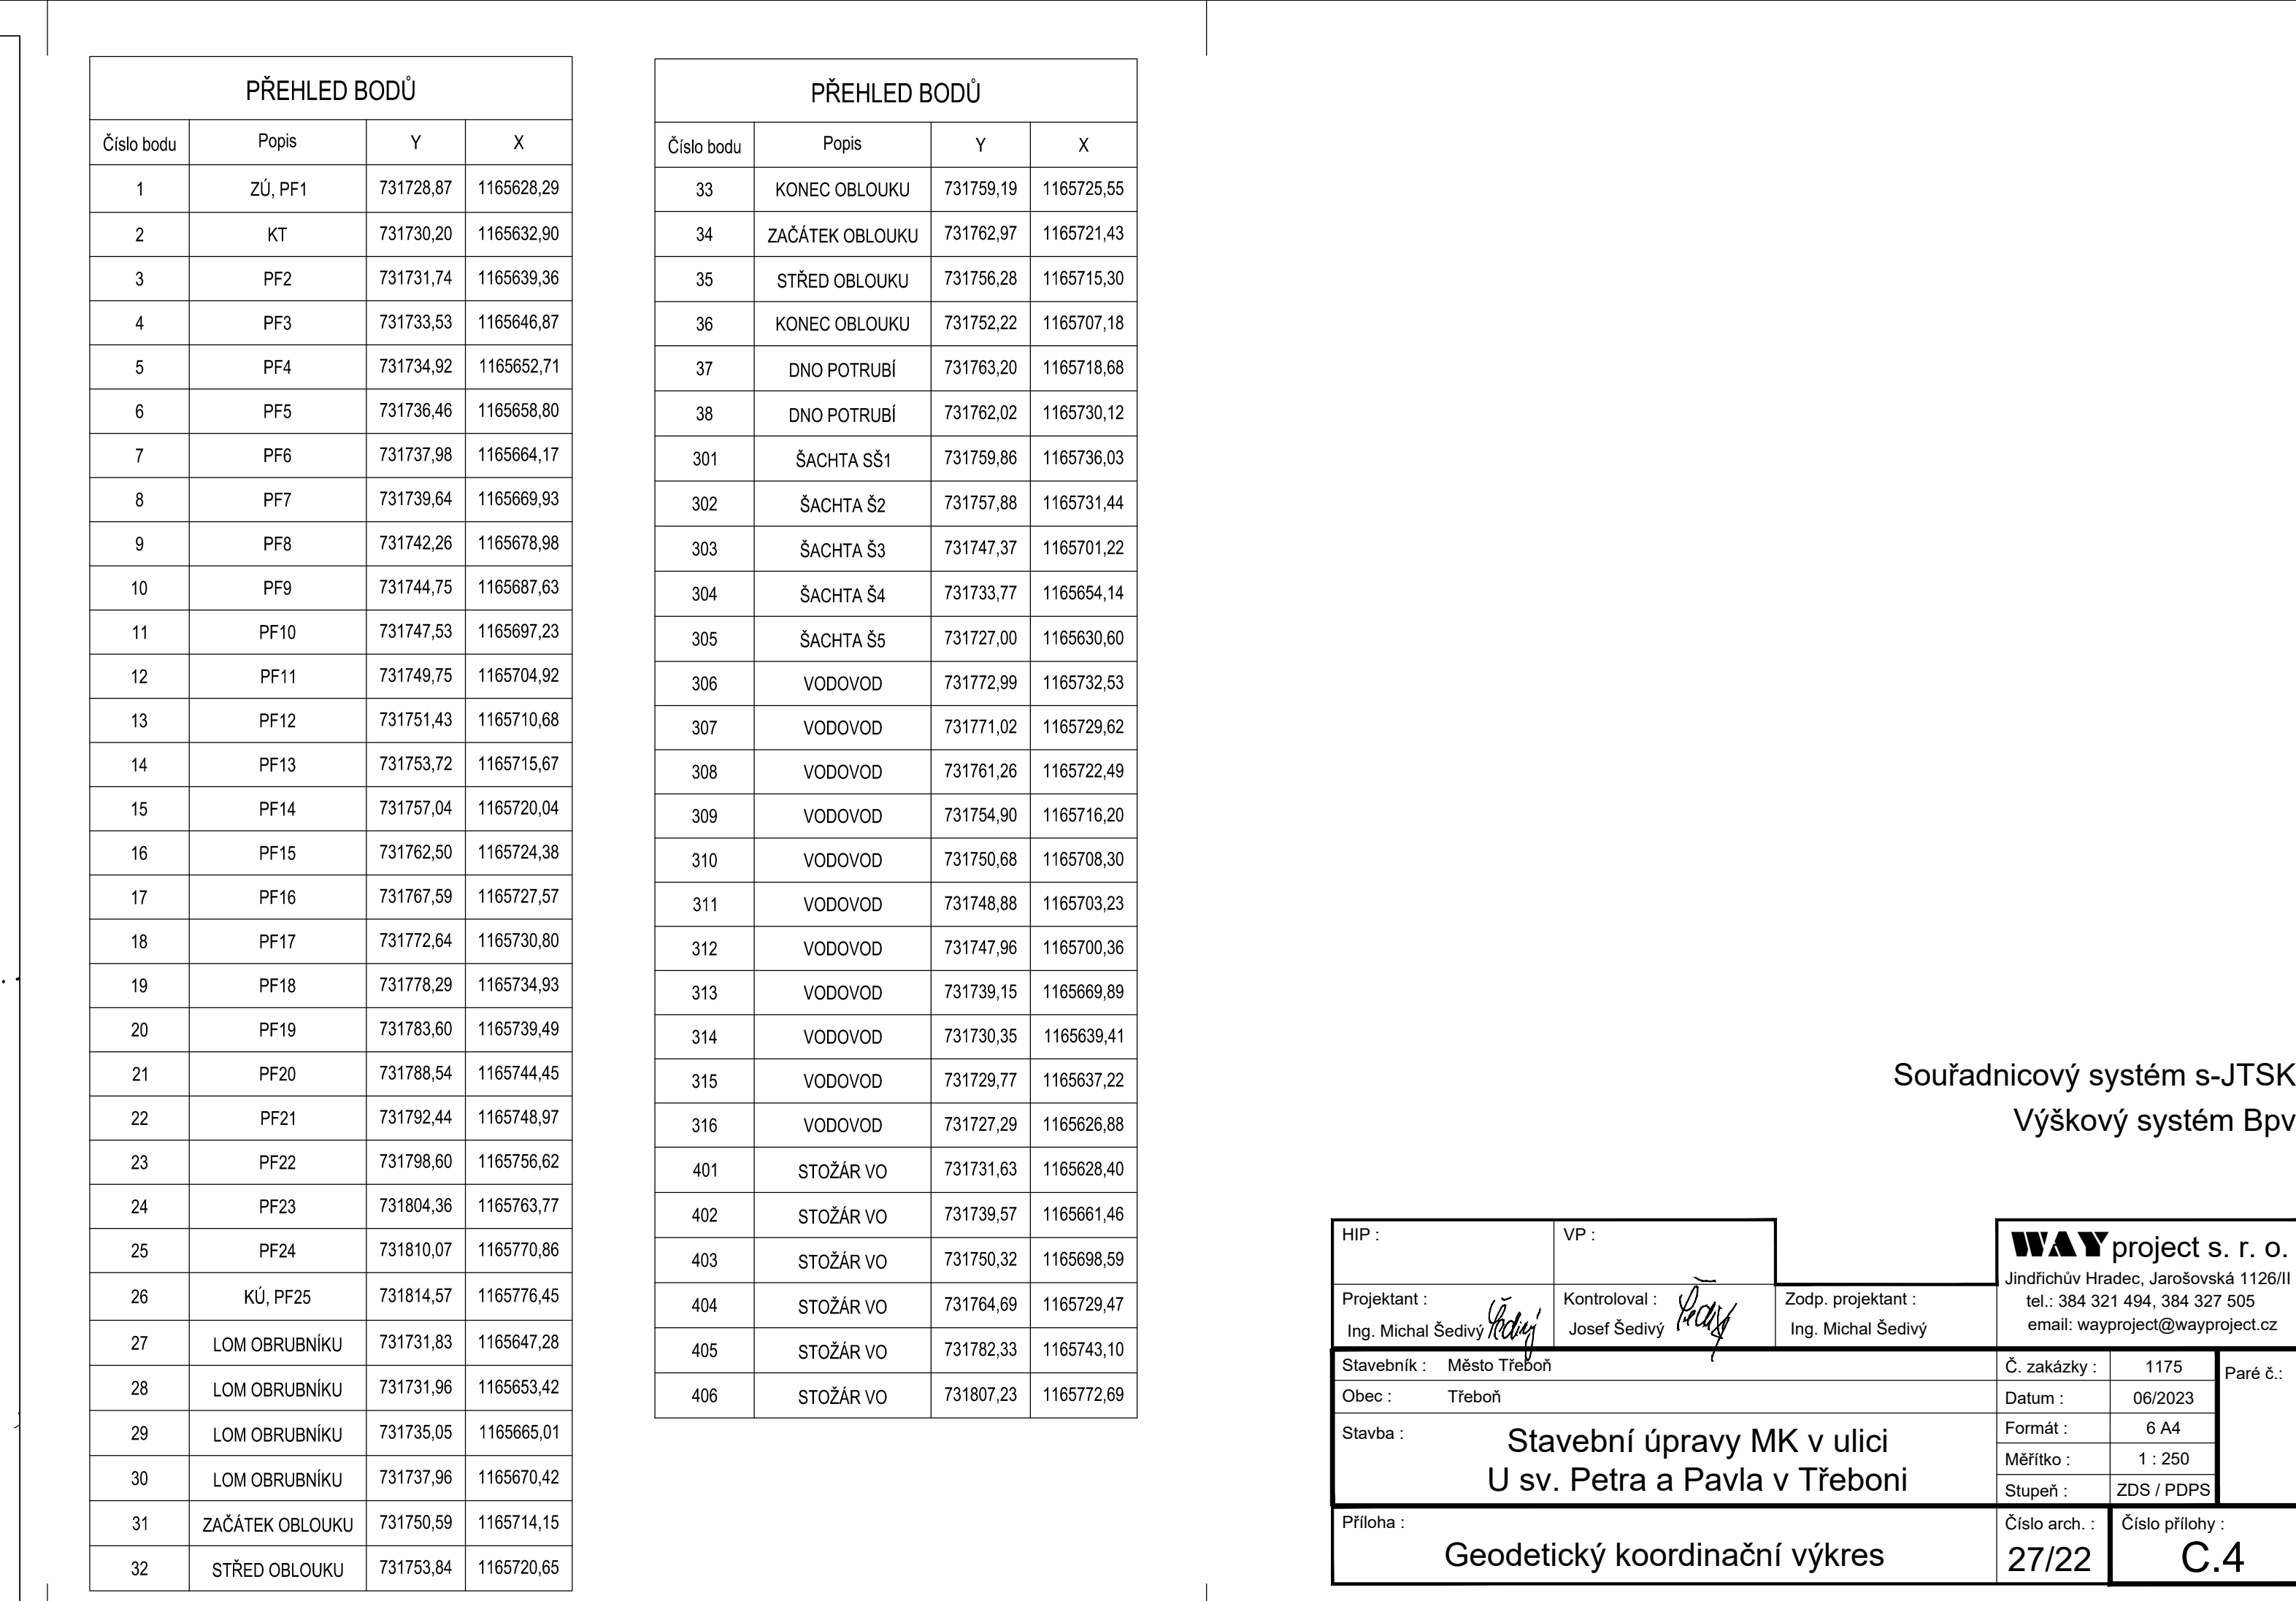 PŘEHLED BODŮ
Číslo bodu Popis Y X
1 ZÚ, PF1 731728,87 1165628,29
2 KT 731730,20 1165632,90
3 PF2 731731,74 1165639,36
4 PF3 731733,53 1165646,87
5 PF4 731734,92 1165652,71
6 PF5 731736,46 1165658,80
7 PF6 731737,98 1165664,17
8 PF7 731739,64 1165669,93
9 PF8 731742,26 1165678,98
10 PF9 731744,75 1165687,63
11 PF10 731747,53 1165697,23
12 PF11 731749,75 1165704,92
13 PF12 731751,43 1165710,68
14 PF13 731753,72 1165715,67
15 PF14 731757,04 1165720,04
16 PF15 731762,50 1165724,38
17 PF16 731767,59 1165727,57
18 PF17 731772,64 1165730,80
19 PF18 731778,29 1165734,93
20 PF19 731783,60 1165739,49
21 PF20 731788,54 1165744,45
22 PF21 731792,44 1165748,97
23 PF22 731798,60 1165756,62
24 PF23 731804,36 1165763,77
25 PF24 731810,07 1165770,86
26 KÚ, PF25 731814,57 1165776,45
27 LOM OBRUBNÍKU 731731,83 1165647,28
28 LOM OBRUBNÍKU 731731,96 1165653,42
29 LOM OBRUBNÍKU 731735,05 1165665,01
30 LOM OBRUBNÍKU 731737,96 1165670,42
31 ZAČÁTEK OBLOUKU 731750,59 1165714,15
32 STŘED OBLOUKU 731753,84 1165720,65
PŘEHLED BODŮ
Číslo bodu Popis Y X
33 KONEC OBLOUKU 731759,19 1165725,55
34 ZAČÁTEK OBLOUKU 731762,97 1165721,43
35 STŘED OBLOUKU 731756,28 1165715,30
36 KONEC OBLOUKU 731752,22 1165707,18
37 DNO POTRUBÍ 731763,20 1165718,68
38 DNO POTRUBÍ 731762,02 1165730,12
301 ŠACHTA SŠ1 731759,86 1165736,03
302 ŠACHTA Š2 731757,88 1165731,44
303 ŠACHTA Š3 731747,37 1165701,22
304 ŠACHTA Š4 731733,77 1165654,14
305 ŠACHTA Š5 731727,00 1165630,60
306 VODOVOD 731772,99 1165732,53
307 VODOVOD 731771,02 1165729,62
308 VODOVOD 731761,26 1165722,49
309 VODOVOD 731754,90 1165716,20
310 VODOVOD 731750,68 1165708,30
311 VODOVOD 731748,88 1165703,23
312 VODOVOD 731747,96 1165700,36
313 VODOVOD 731739,15 1165669,89
314 VODOVOD 731730,35 1165639,41
315 VODOVOD 731729,77 1165637,22
316 VODOVOD 731727,29 1165626,88
401 STOŽÁR VO 731731,63 1165628,40
402 STOŽÁR VO 731739,57 1165661,46
403 STOŽÁR VO 731750,32 1165698,59
404 STOŽÁR VO 731764,69 1165729,47
405 STOŽÁR VO 731782,33 1165743,10
406 STOŽÁR VO 731807,23 1165772,69
Souřadnicový systém s-JTSK
Výškový systém Bpv
HIP : VP :
WAY project s. r. o.
Jindřichův Hradec, Jarošovská 1126/II
tel.: 384 321 494, 384 327 505
email: wayproject@wayproject.cz
Projektant : Kontroloval : Zodp. projektant :
Ing. Michal Šedivý Šedivý Josef Šedivý Šedivý Ing. Michal Šedivý
Stavebník : Město Třeboň
Obec : Třeboň
Stavba : Stavební úpravy MK v ulici
U sv. Petra a Pavla v Třeboni
Č. zakázky : 1175
Datum : 06/2023
Formát : 6 A4
Měřítko : 1 : 250
Stupeň : ZDS / PDPS
Paré č.:
Příloha :
Geodetický koordinační výkres
Číslo arch. :
27/22
Číslo přílohy :
C.4